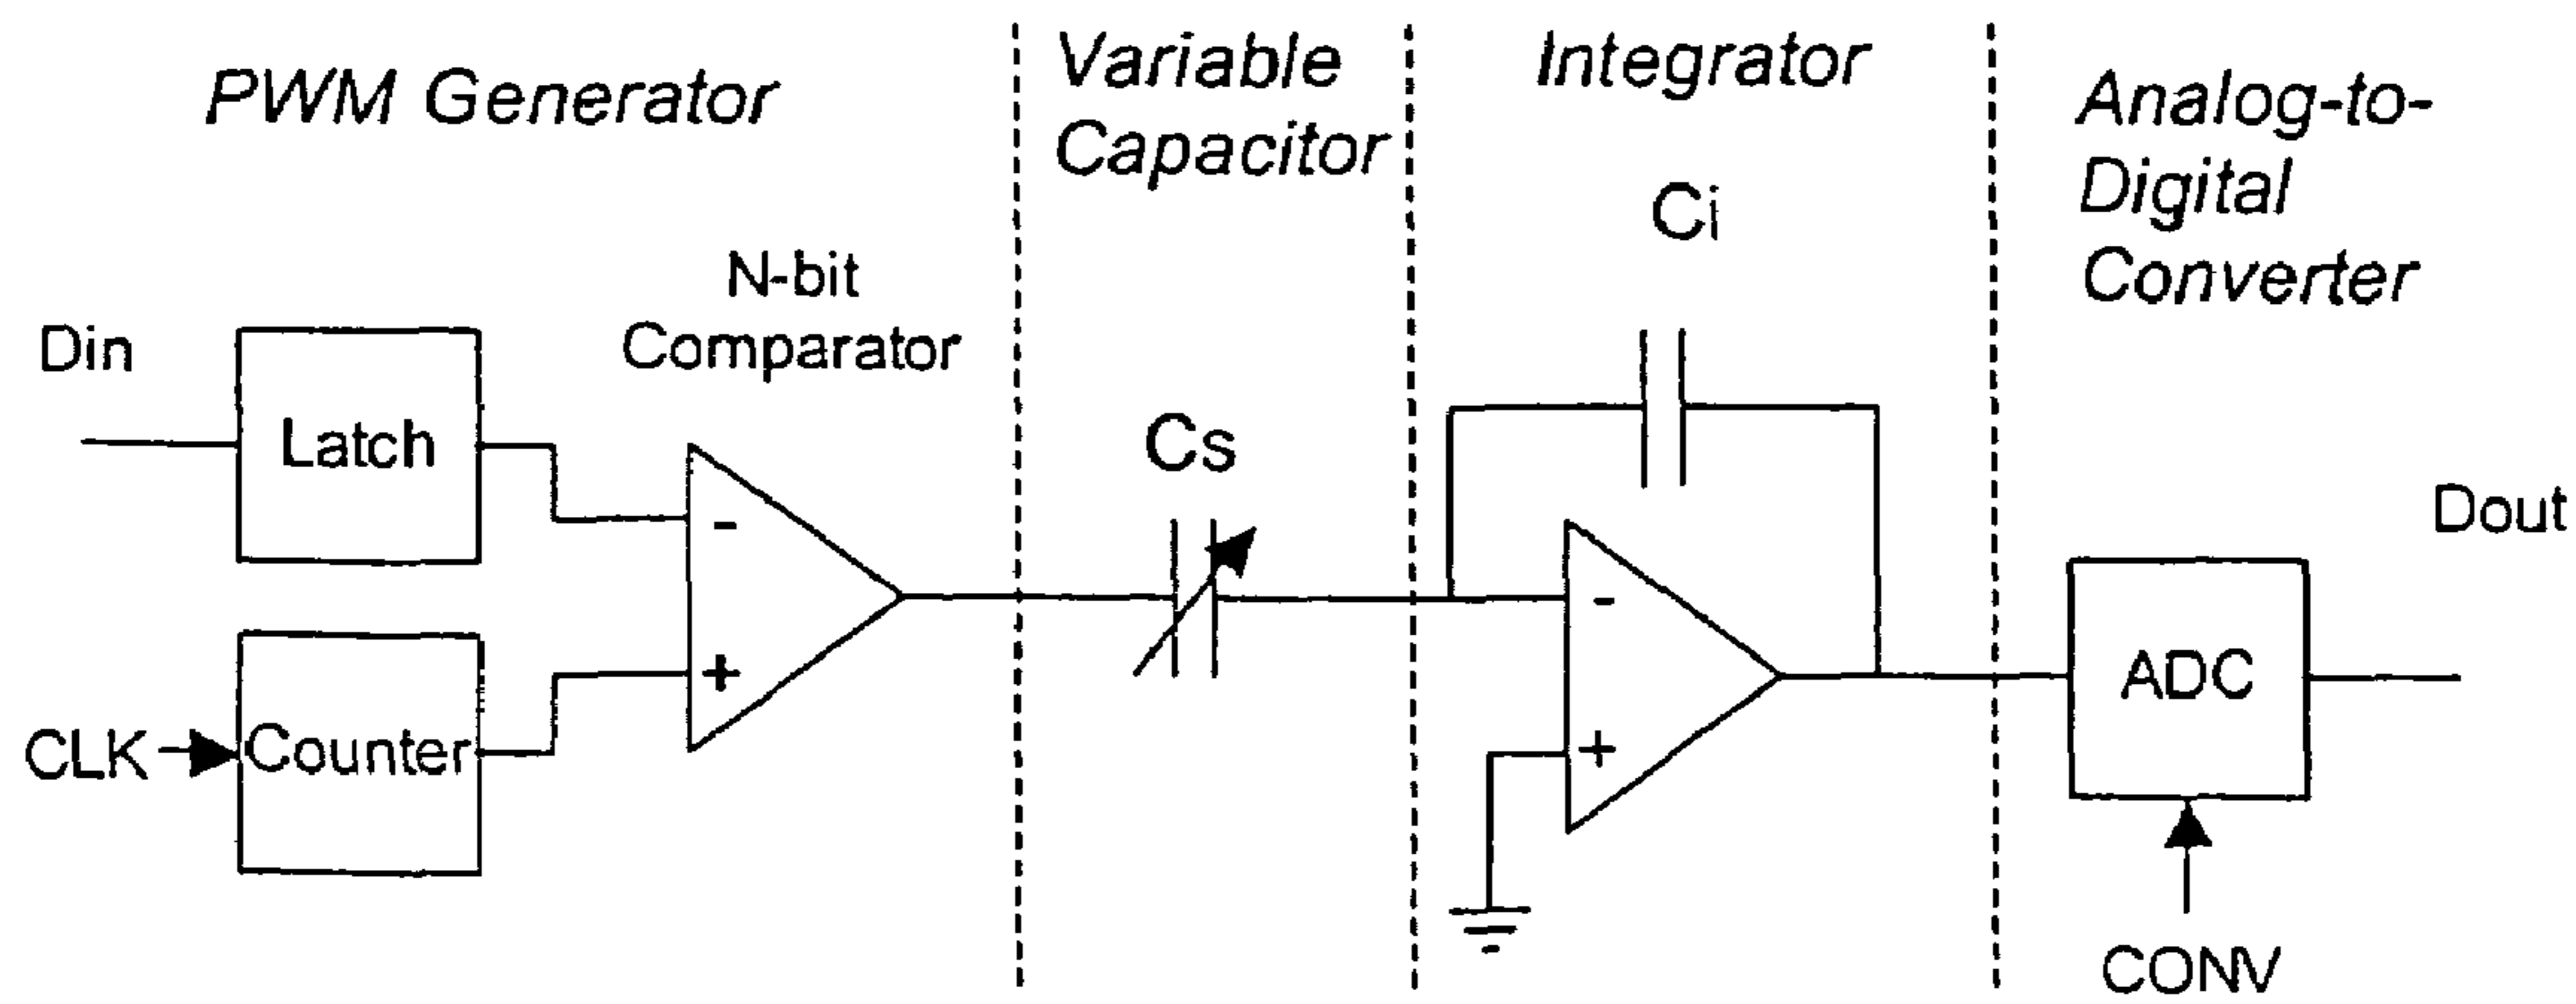 PWM Generator
Variable
Capacitor
Integrator
Analog-to-
Digital
Converter
Ci
N-bit
Comparator
Din
Latch
Cs
Dout
-
+
-
+
CLK
Counter
ADC
CONV